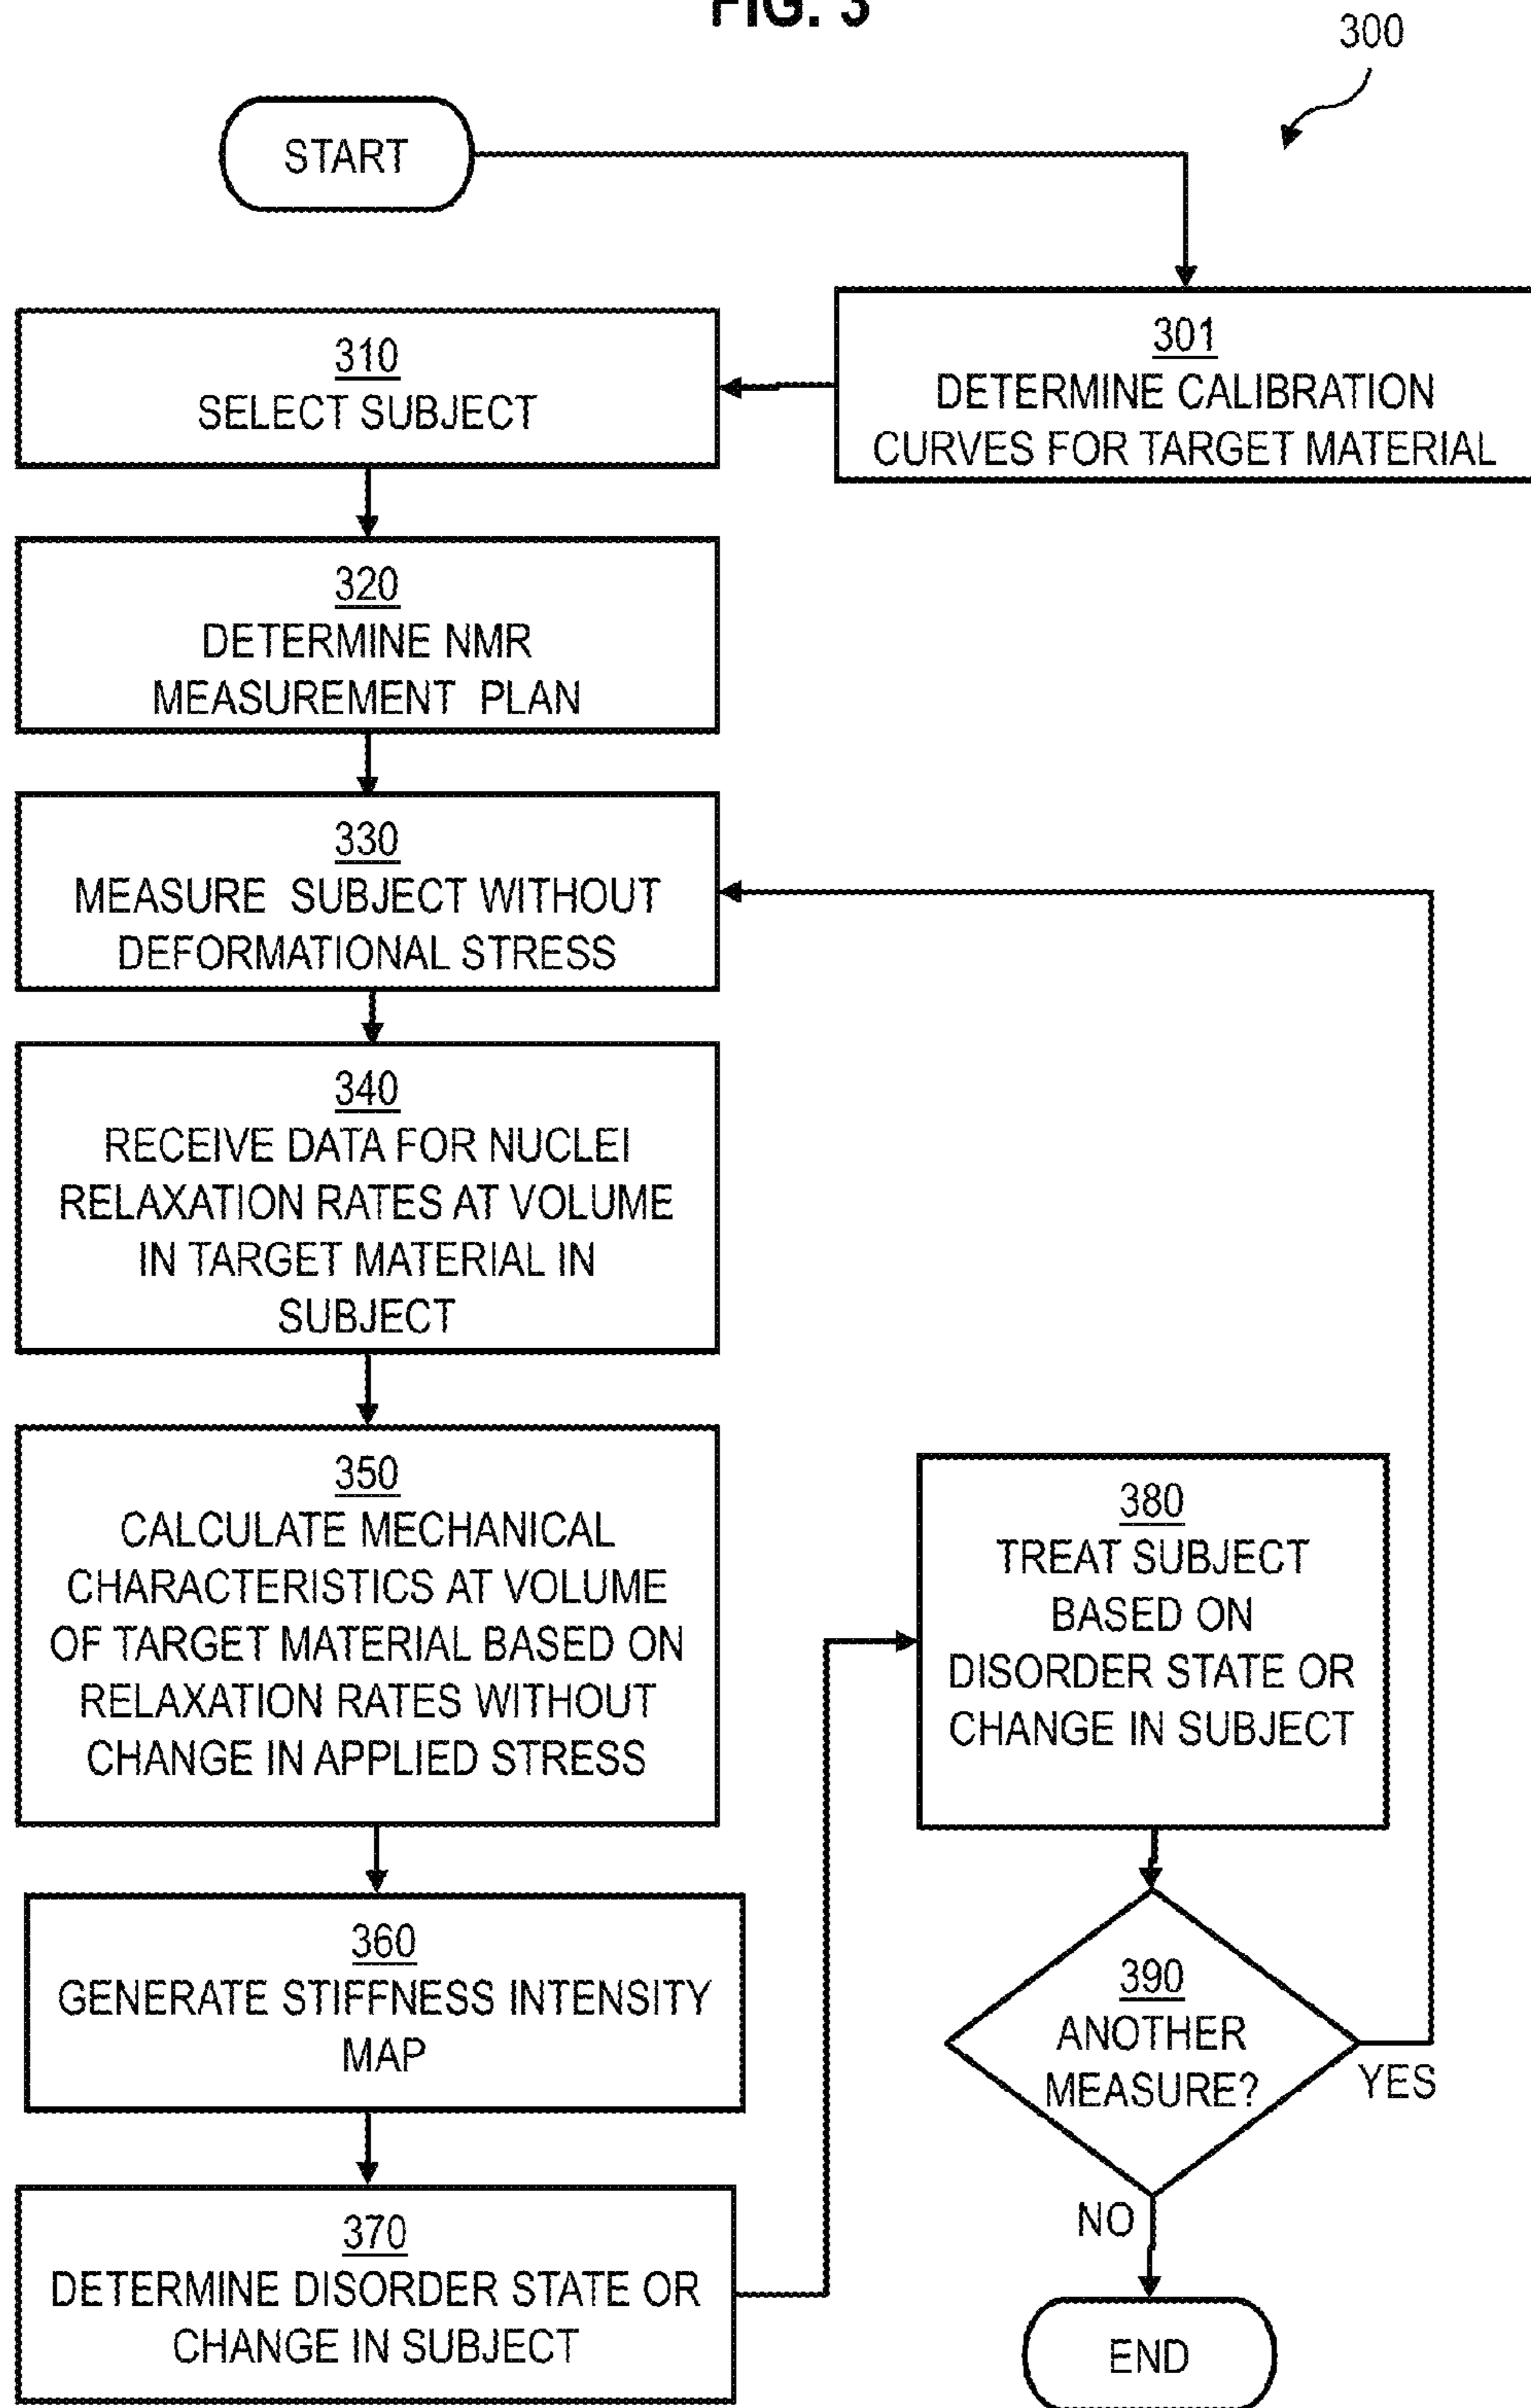 FIG. 3
300
START
301
DETERMINE CALIBRATION
CURVES FOR TARGET MATERIAL
310
SELECT SUBJECT
320
DETERMINE NMR
MEASUREMENT PLAN
330
MEASURE SUBJECT WITHOUT
DEFORMATIONAL STRESS
340
RECEIVE DATA FOR NUCLEI
RELAXATION RATES AT VOLUME
IN TARGET MATERIAL IN
SUBJECT
350
CALCULATE MECHANICAL
CHARACTERISTICS AT VOLUME
OF TARGET MATERIAL BASED ON
RELAXATION RATES WITHOUT
CHANGE IN APPLIED STRESS
360
GENERATE STIFFNESS INTENSITY
MAP
370
DETERMINE DISORDER STATE OR
CHANGE IN SUBJECT
380
TREAT SUBJECT
BASED ON
DISORDER STATE OR
CHANGE IN SUBJECT
390
ANOTHER
MEASURE?
YES
NO
END